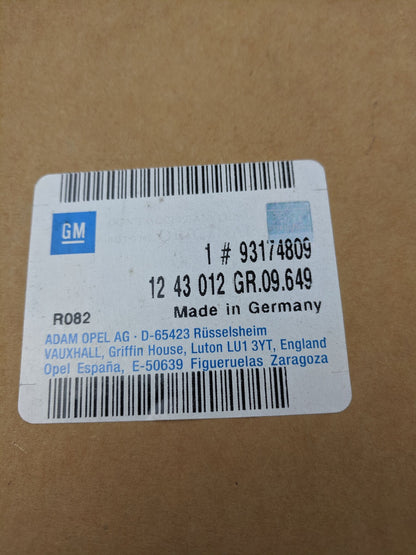 GM
1 # 93174809
12 43 012 GR.09.649
Made in Germany
R082
ADAM OPEL AG · D-65423 Rüsselsheim
VAUXHALL, Griffin House, Luton LU1 3YT, England
Opel España, E-50639 Figueruelas Zaragoza